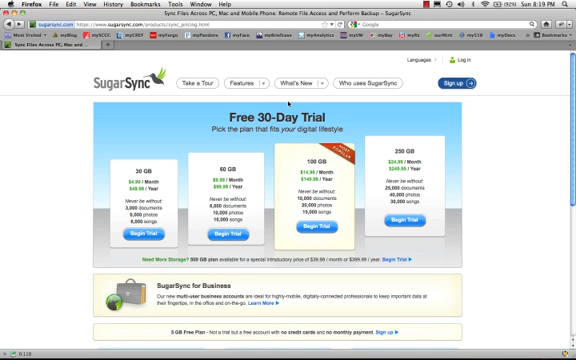 Firefox File Edit View History Bookmarks Tools Window Help
(92%) Sun 8:19 PM
Sync Files Across PC, Mac and Mobile Phone: Remote File Access and Perform Backup - SugarSync
sugarsync.com https://www.sugarsync.com/products/sync_pricing.html
Google
Most Visited myBlog mySCCC myCREF myFargo myPandora myFace myBriefcase myAnalytics myVM myBay
Bookmarks
Sync Files Across PC, Mac and ...
Languages Log in
SugarSync
Take a Tour Features What's New Who uses SugarSync Sign up
Free 30-Day Trial
Pick the plan that fits your digital lifestyle
MOST POPULAR
30 GB
$4.99 / Month
$49.99 / Year
Never be without:
3,000 documents
6,000 photos
6,000 songs
Begin Trial
60 GB
$9.99 / Month
$99.99 / Year
Never be without:
6,000 documents
10,000 photos
10,000 songs
Begin Trial
100 GB
$14.99 / Month
$149.99 / Year
Never be without:
10,000 documents
20,000 photos
15,000 songs
Begin Trial
250 GB
$24.99 / Month
$249.99 / Year
Never be without:
25,000 documents
40,000 photos
30,000 songs
Begin Trial
Need More Storage? 500 GB plan available for a special introductory price of $39.99 / month or $399.99 / year. Begin Trial
SugarSync for Business
Our new multi-user business accounts are ideal for highly-mobile, digitally-connected professionals to keep important data
at their fingertips, in the office and on-the-go. Learn More
5 GB Free Plan - Not a trial but a free account with no credit cards and no monthly payment. Sign up